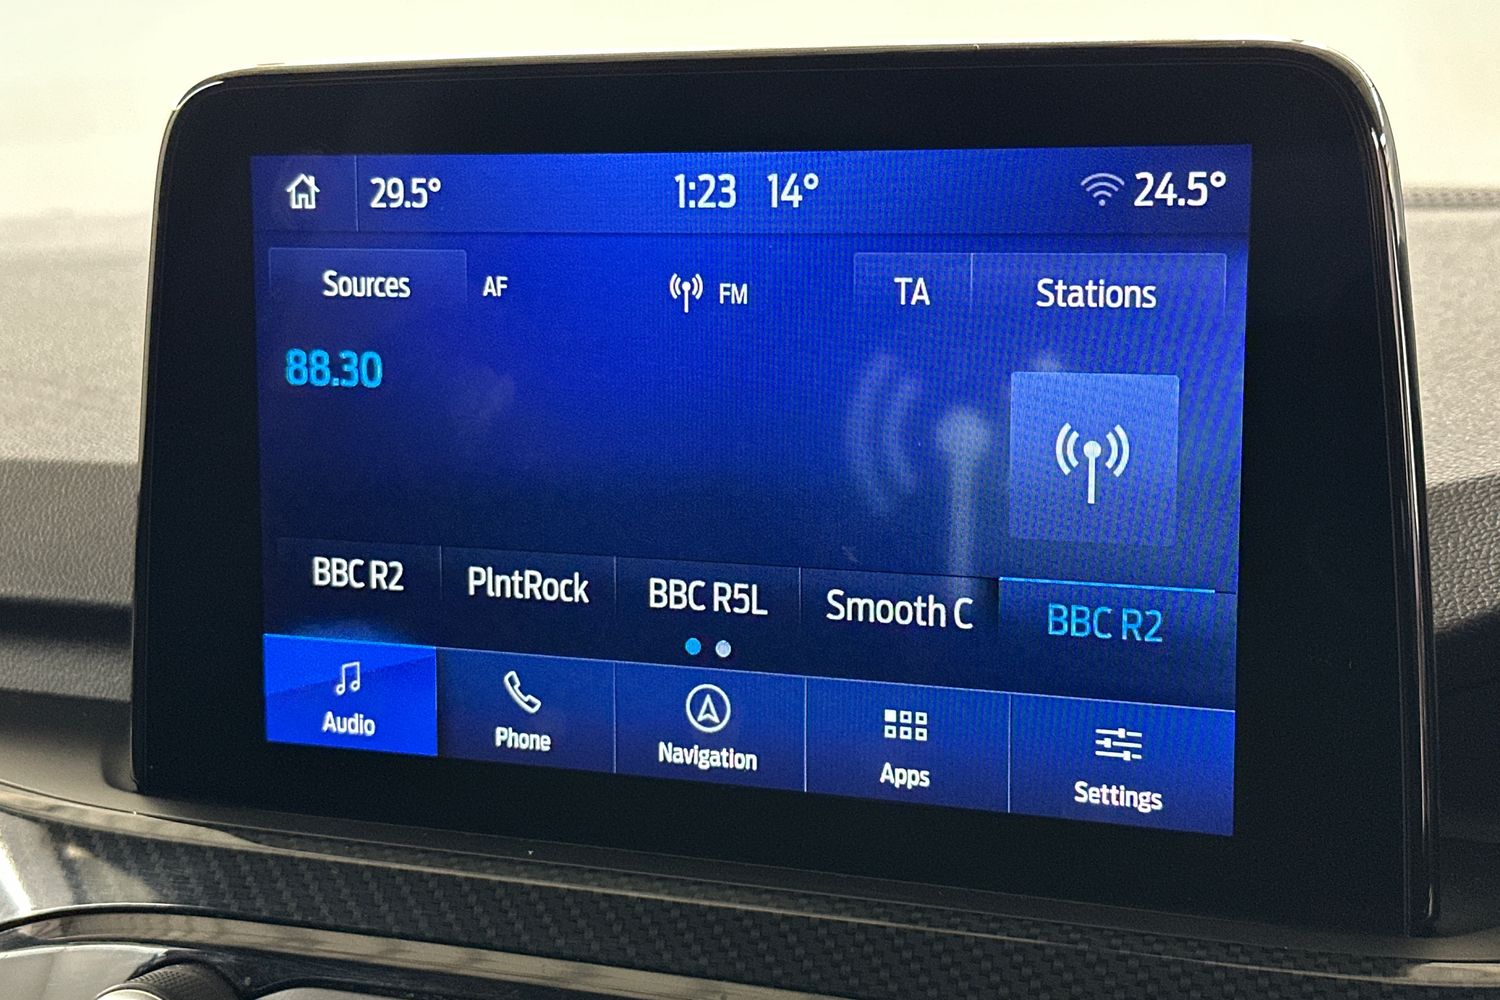 29.5° 1:23 14° 24.5°
Sources AF FM TA Stations
88.30
BBC R2 PlntRock BBC R5L Smooth C BBC R2
Audio Phone Navigation Apps Settings